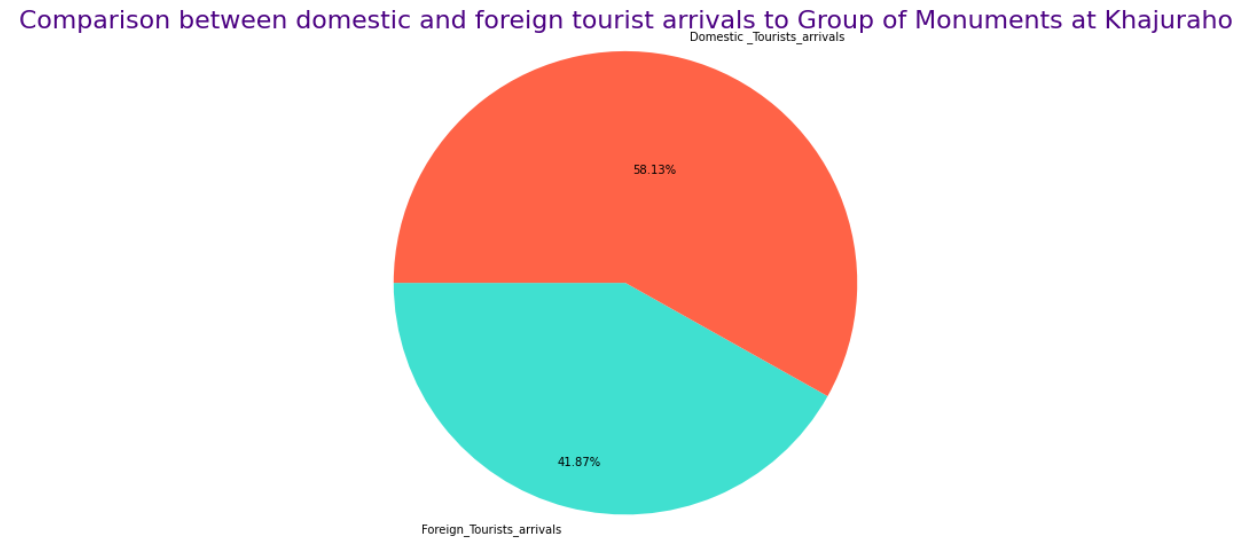 Comparison between domestic and foreign tourist arrivals to Group of Monuments at Khajuraho
Domestic _Tourists_arrivals
58.13%
41.87%
Foreign_Tourists_arrivals